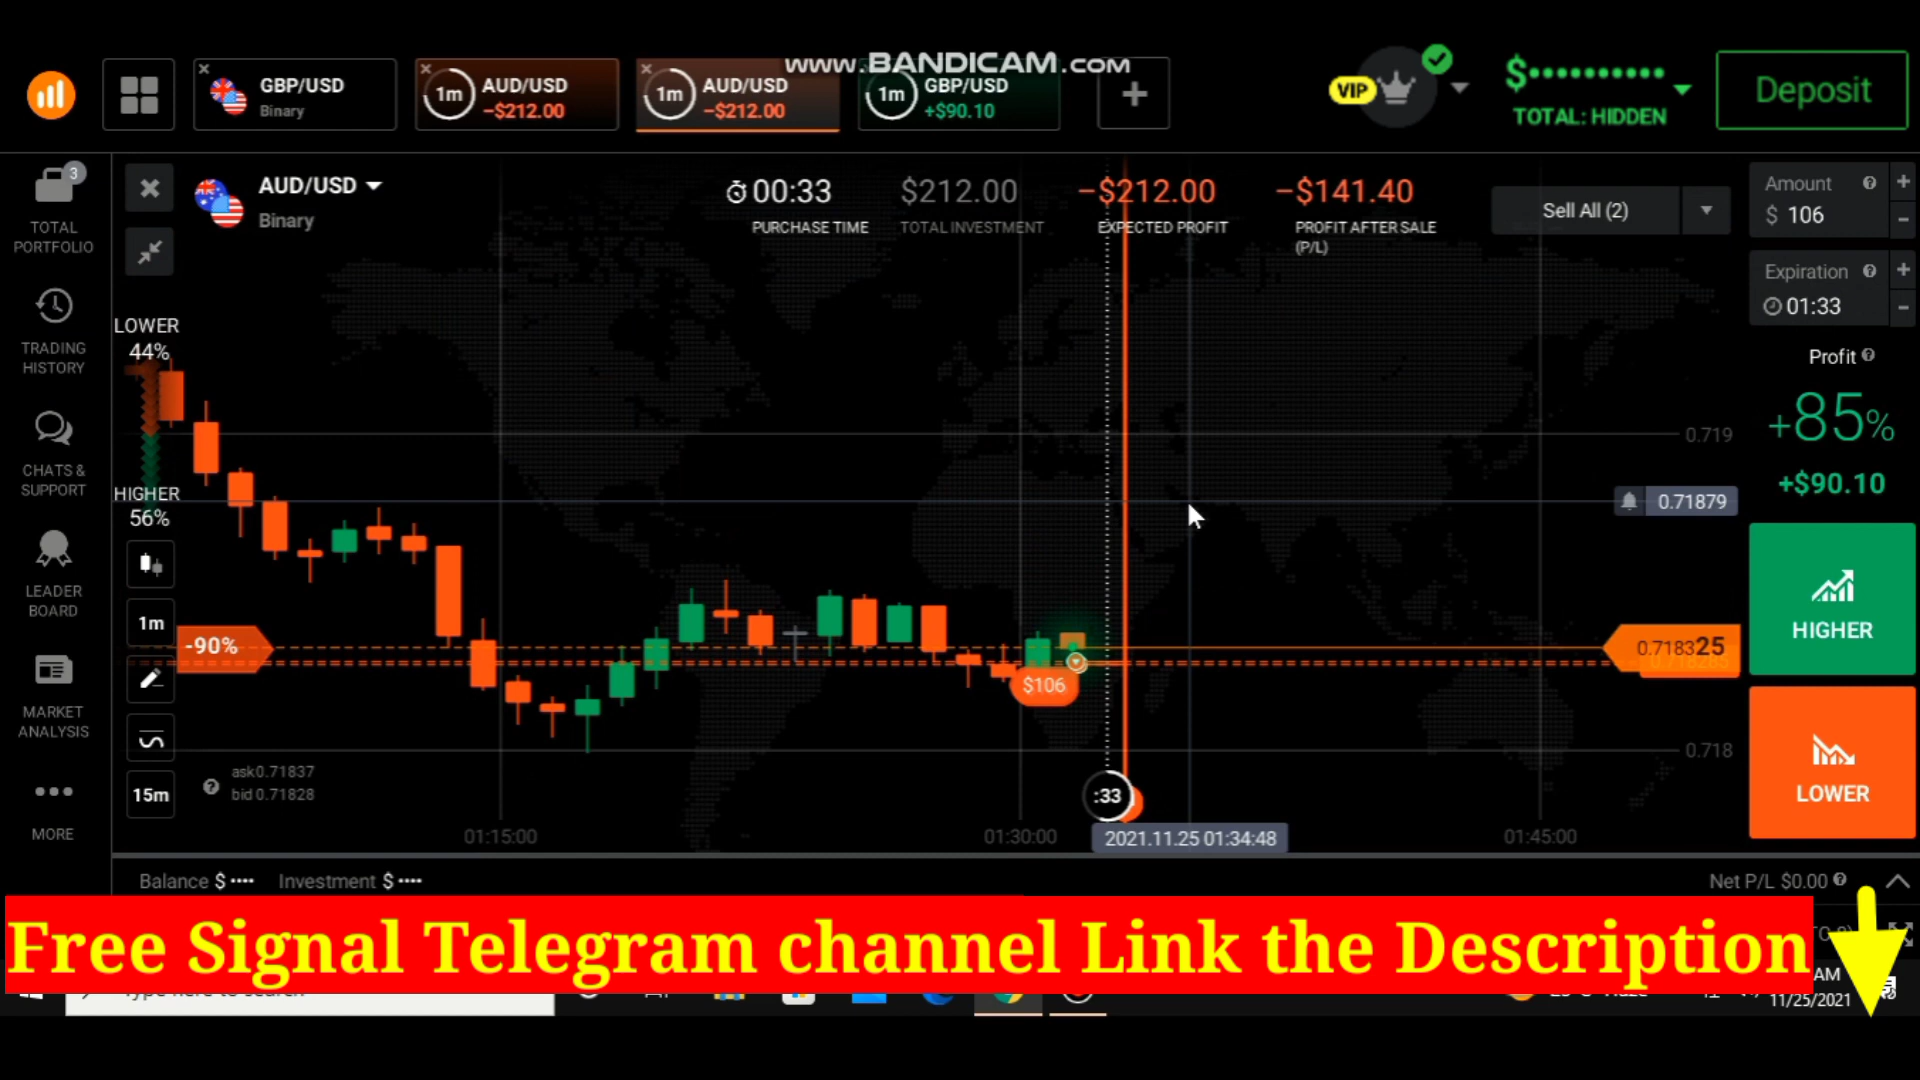 www.BANDICAM.com
GBP/USD
Binary
1m
AUD/USD
-$212.00
1m
AUD/USD
-$212.00
1m
GBP/USD
+$90.10
VIP
TOTAL: HIDDEN
Deposit
3
TOTAL
PORTFOLIO
TRADING
HISTORY
CHATS &
SUPPORT
LEADER
BOARD
MARKET
ANALYSIS
MORE
AUD/USD
Binary
00:33
PURCHASE TIME
$212.00
TOTAL INVESTMENT
-$212.00
EXPECTED PROFIT
-$141.40
PROFIT AFTER SALE
(P/L)
Sell All (2)
Amount
$ 106
Expiration
01:33
Profit
+85%
+$90.10
HIGHER
LOWER
LOWER
44%
HIGHER
56%
1m
-90%
15m
ask0.71837
bid 0.71828
$106
:33
0.719
0.71879
0.718325
0.718
01:15:00
01:30:00
2021.11.25 01:34:48
01:45:00
Balance $ ••••
Investment $ ••••
Net P/L $0.00
Free Signal Telegram channel Link the Description
AM
11/25/2021